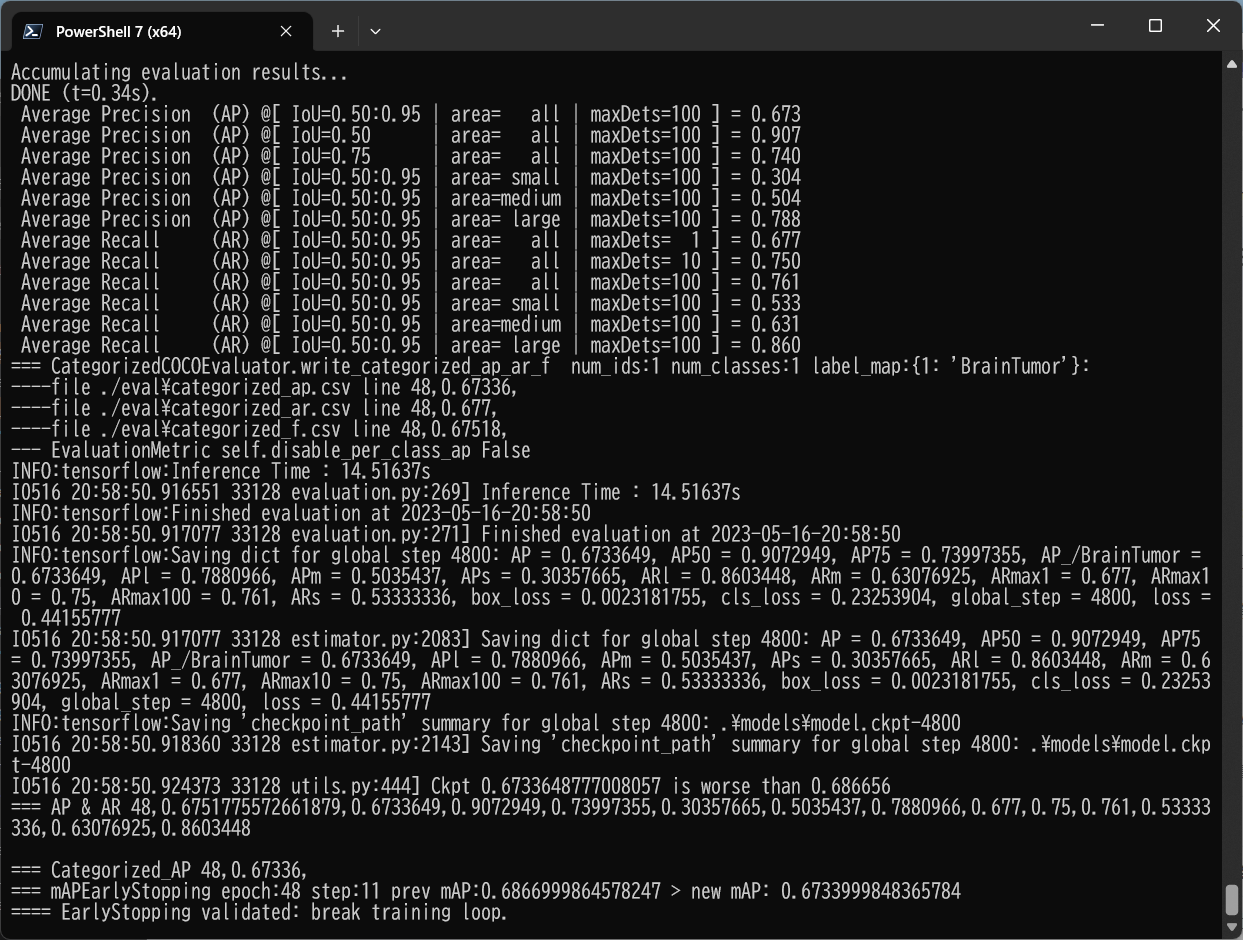 PowerShell 7 (x64)
Accumulating evaluation results...
DONE (t=0.34s).
Average Precision  (AP) @[ IoU=0.50:0.95 | area=   all | maxDets=100 ] = 0.673
Average Precision  (AP) @[ IoU=0.50      | area=   all | maxDets=100 ] = 0.907
Average Precision  (AP) @[ IoU=0.75      | area=   all | maxDets=100 ] = 0.740
Average Precision  (AP) @[ IoU=0.50:0.95 | area= small | maxDets=100 ] = 0.304
Average Precision  (AP) @[ IoU=0.50:0.95 | area=medium | maxDets=100 ] = 0.504
Average Precision  (AP) @[ IoU=0.50:0.95 | area= large | maxDets=100 ] = 0.788
Average Recall     (AR) @[ IoU=0.50:0.95 | area=   all | maxDets=  1 ] = 0.677
Average Recall     (AR) @[ IoU=0.50:0.95 | area=   all | maxDets= 10 ] = 0.750
Average Recall     (AR) @[ IoU=0.50:0.95 | area=   all | maxDets=100 ] = 0.761
Average Recall     (AR) @[ IoU=0.50:0.95 | area= small | maxDets=100 ] = 0.533
Average Recall     (AR) @[ IoU=0.50:0.95 | area=medium | maxDets=100 ] = 0.631
Average Recall     (AR) @[ IoU=0.50:0.95 | area= large | maxDets=100 ] = 0.860
=== CategorizedCOCOEvaluator.write_categorized_ap_ar_f  num_ids:1 num_classes:1 label_map:{1: 'BrainTumor'}:
----file ./eval¥categorized_ap.csv line 48,0.67336,
----file ./eval¥categorized_ar.csv line 48,0.677,
----file ./eval¥categorized_f.csv line 48,0.67518,
--- EvaluationMetric self.disable_per_class_ap False
INFO:tensorflow:Inference Time : 14.51637s
I0516 20:58:50.916551 33128 evaluation.py:269] Inference Time : 14.51637s
INFO:tensorflow:Finished evaluation at 2023-05-16-20:58:50
I0516 20:58:50.917077 33128 evaluation.py:271] Finished evaluation at 2023-05-16-20:58:50
INFO:tensorflow:Saving dict for global step 4800: AP = 0.6733649, AP50 = 0.9072949, AP75 = 0.73997355, AP_/BrainTumor =
0.6733649, APl = 0.7880966, APm = 0.5035437, APs = 0.30357665, ARl = 0.8603448, ARm = 0.63076925, ARmax1 = 0.677, ARmax1
0 = 0.75, ARmax100 = 0.761, ARs = 0.53333336, box_loss = 0.0023181755, cls_loss = 0.23253904, global_step = 4800, loss =
0.44155777
I0516 20:58:50.917077 33128 estimator.py:2083] Saving dict for global step 4800: AP = 0.6733649, AP50 = 0.9072949, AP75
= 0.73997355, AP_/BrainTumor = 0.6733649, APl = 0.7880966, APm = 0.5035437, APs = 0.30357665, ARl = 0.8603448, ARm = 0.6
3076925, ARmax1 = 0.677, ARmax10 = 0.75, ARmax100 = 0.761, ARs = 0.53333336, box_loss = 0.0023181755, cls_loss = 0.23253
904, global_step = 4800, loss = 0.44155777
INFO:tensorflow:Saving 'checkpoint_path' summary for global step 4800: .¥models¥model.ckpt-4800
I0516 20:58:50.918360 33128 estimator.py:2143] Saving 'checkpoint_path' summary for global step 4800: .¥models¥model.ckp
t-4800
I0516 20:58:50.924373 33128 utils.py:444] Ckpt 0.6733648777008057 is worse than 0.686656
=== AP & AR 48,0.6751775572661879,0.6733649,0.9072949,0.73997355,0.30357665,0.5035437,0.7880966,0.677,0.75,0.761,0.53333
336,0.63076925,0.8603448
=== Categorized_AP 48,0.67336,
=== mAPEarlyStopping epoch:48 step:11 prev mAP:0.6866999864578247 > new mAP: 0.6733999848365784
==== EarlyStopping validated: break training loop.